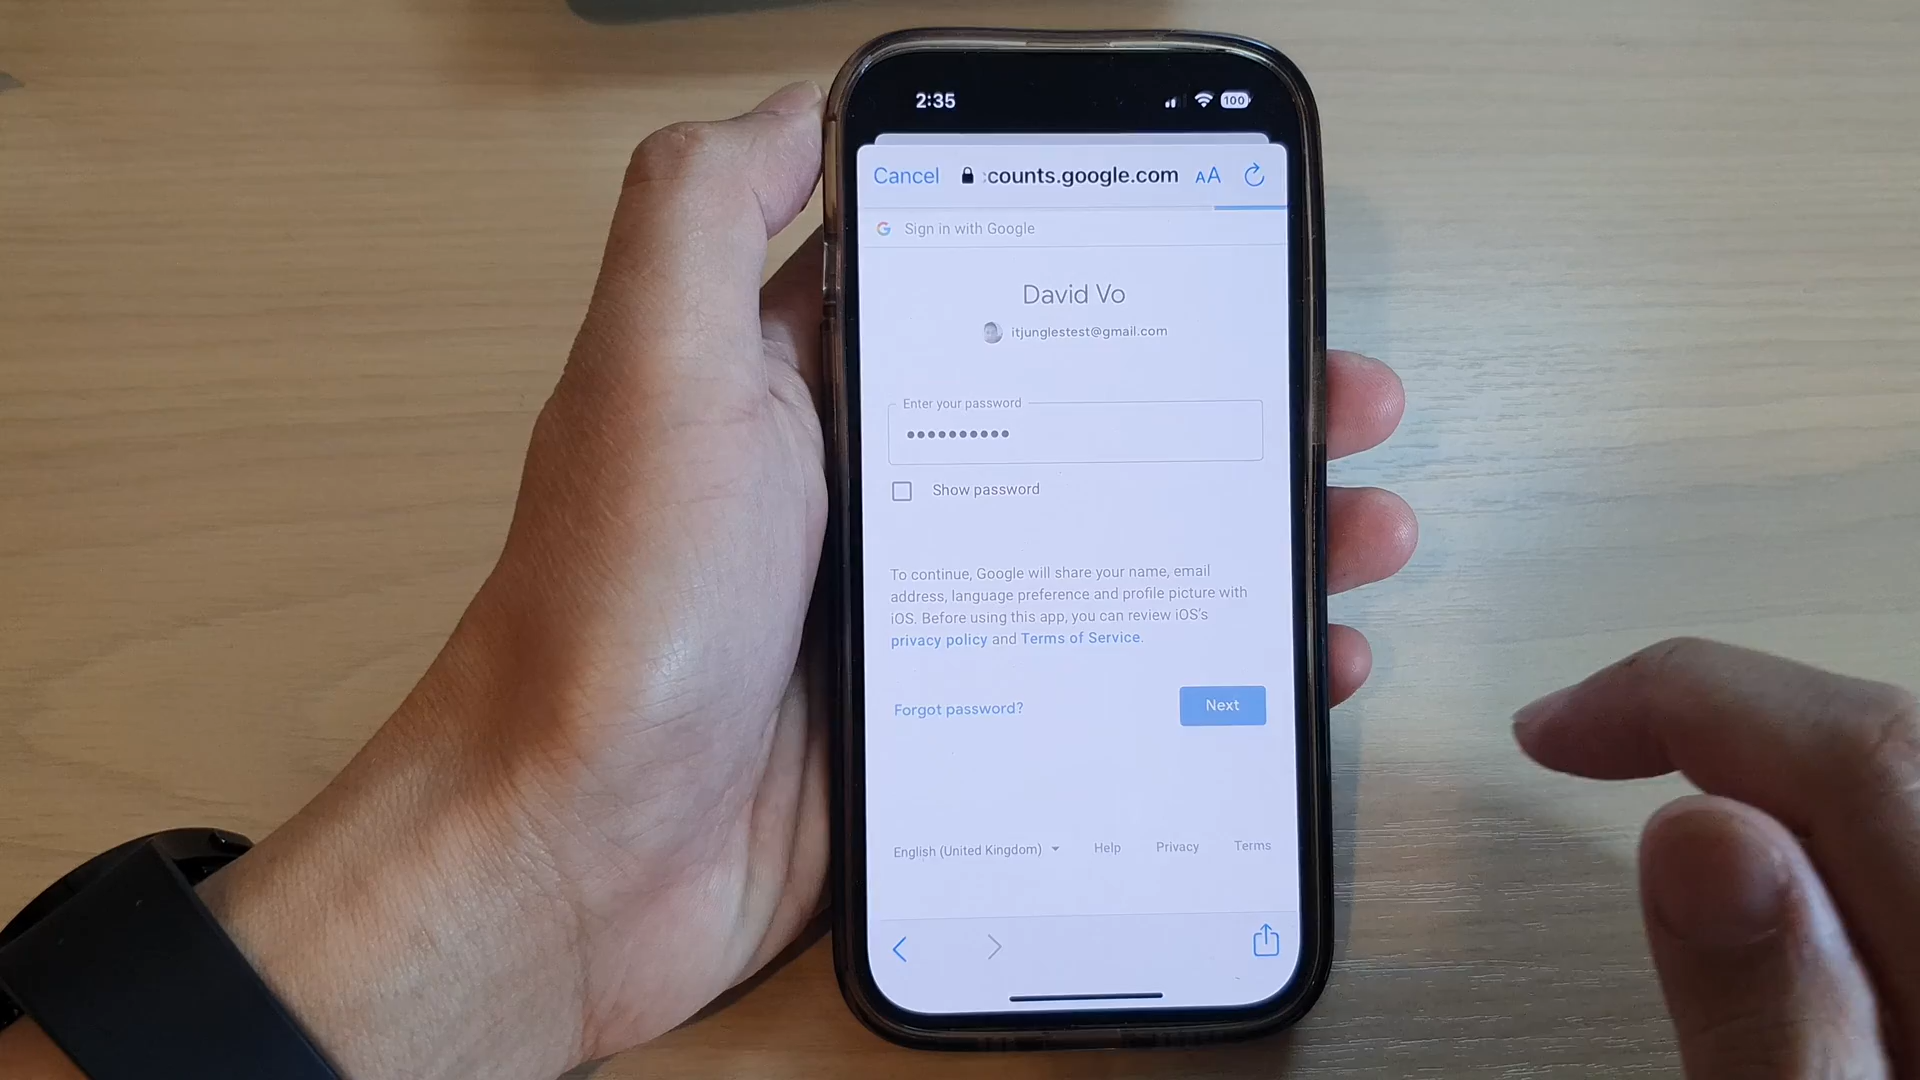 2:35
100
Cancel
:counts.google.com
AA
G
Sign in with Google
David Vo
itjunglestest@gmail.com
Enter your password
••••••••••
Show password
To continue, Google will share your name, email
address, language preference and profile picture with
iOS. Before using this app, you can review iOS's
privacy policy and Terms of Service.
Forgot password?
Next
English (United Kingdom)
Help
Privacy
Terms